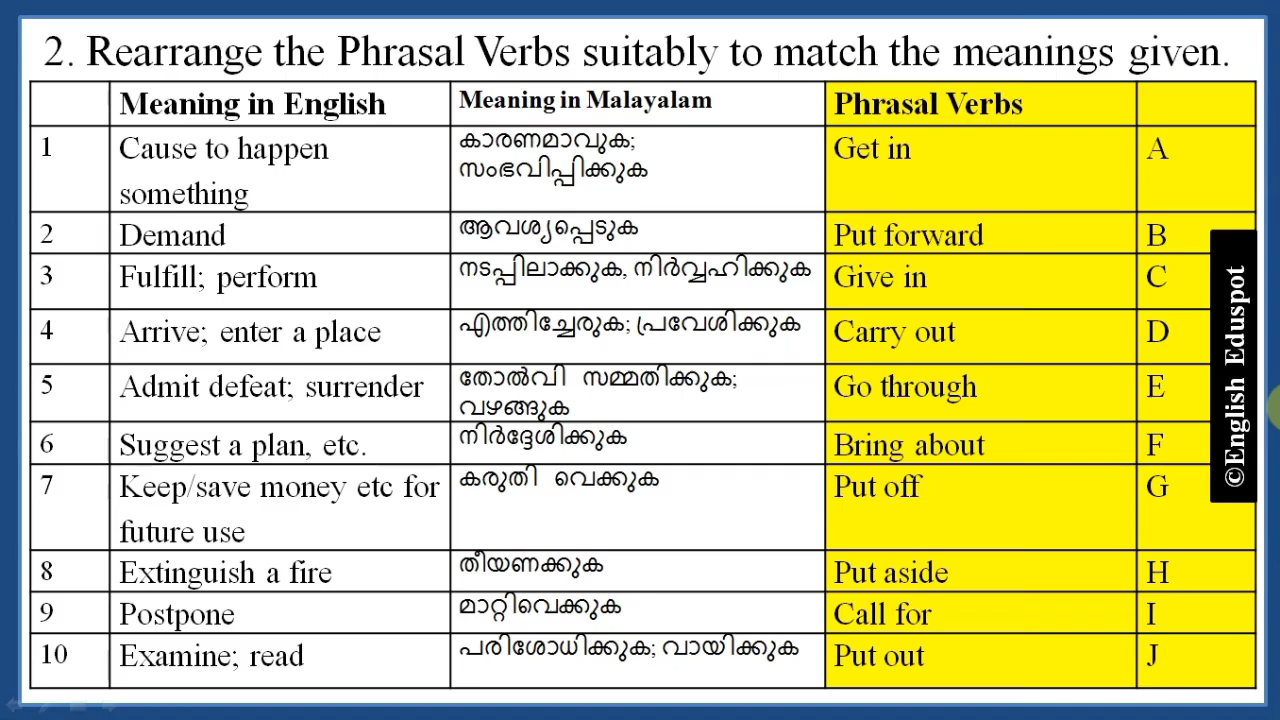 2. Rearrange the Phrasal Verbs suitably to match the meanings given.
Meaning in English Meaning in Malayalam Phrasal Verbs
1 Cause to happen something കാരണമാവുക; സംഭവിപ്പിക്കുക Get in A
2 Demand ആവശ്യപ്പെടുക Put forward B
3 Fulfill; perform നടപ്പിലാക്കുക, നിർവ്വഹിക്കുക Give in C
4 Arrive; enter a place എത്തിച്ചേരുക; പ്രവേശിക്കുക Carry out D
5 Admit defeat; surrender തോൽവി സമ്മതിക്കുക; വഴങ്ങുക Go through E
6 Suggest a plan, etc. നിർദ്ദേശിക്കുക Bring about F
7 Keep/save money etc for future use കരുതി വെക്കുക Put off G
8 Extinguish a fire തീയണക്കുക Put aside H
9 Postpone മാറ്റിവെക്കുക Call for I
10 Examine; read പരിശോധിക്കുക; വായിക്കുക Put out J
©English Eduspot